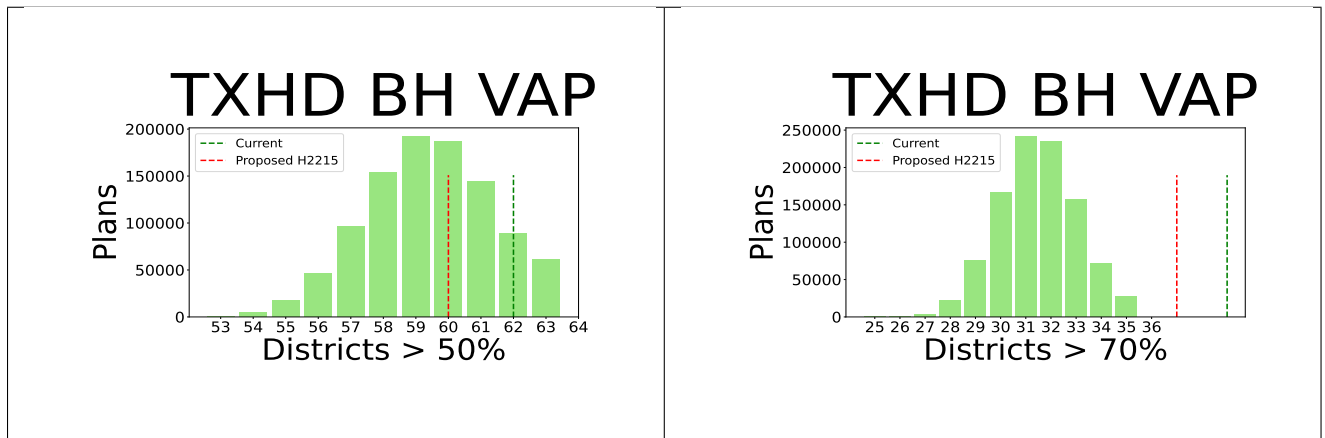 TXHD BH VAP
Current
Proposed H2215
Plans
200000
150000
100000
50000
0
53 54 55 56 57 58 59 60 61 62 63 64
Districts > 50%
TXHD BH VAP
Current
Proposed H2215
Plans
250000
200000
150000
100000
50000
0
25 26 27 28 29 30 31 32 33 34 35 36
Districts > 70%